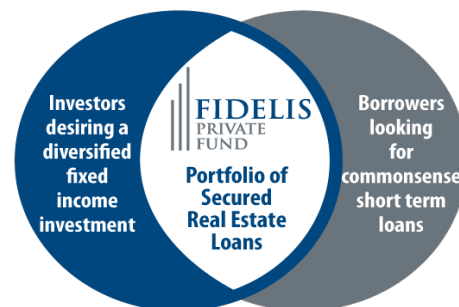 Investors
desiring a
diversified
fixed
income
investment
FIDELIS
PRIVATE
FUND
Portfolio of
Secured
Real Estate
Loans
Borrowers
looking
for
commonsense
short term
loans